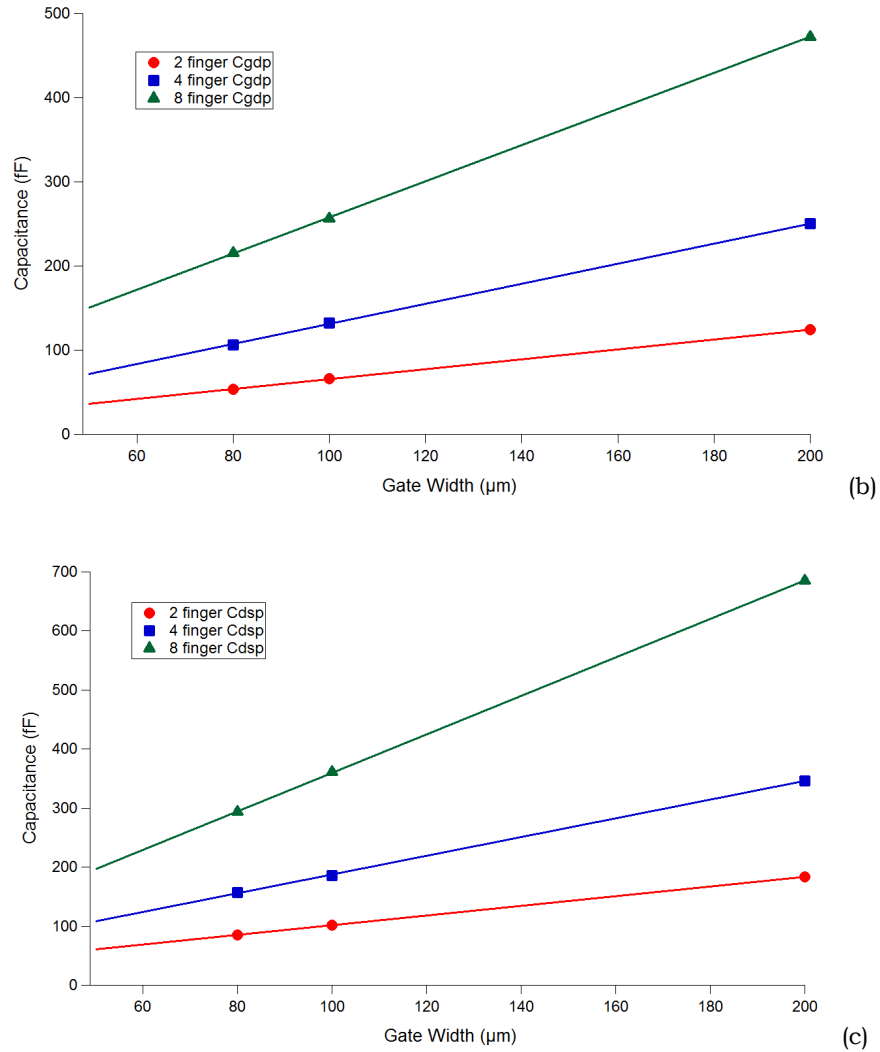 500
400
300
200
100
0
Capacitance (fF)
2 finger Cgdp
4 finger Cgdp
8 finger Cgdp
60 80 100 120 140 160 180 200
Gate Width (µm)
(b)
700
600
500
400
300
200
100
0
Capacitance (fF)
2 finger Cdsp
4 finger Cdsp
8 finger Cdsp
60 80 100 120 140 160 180 200
Gate Width (µm)
(c)